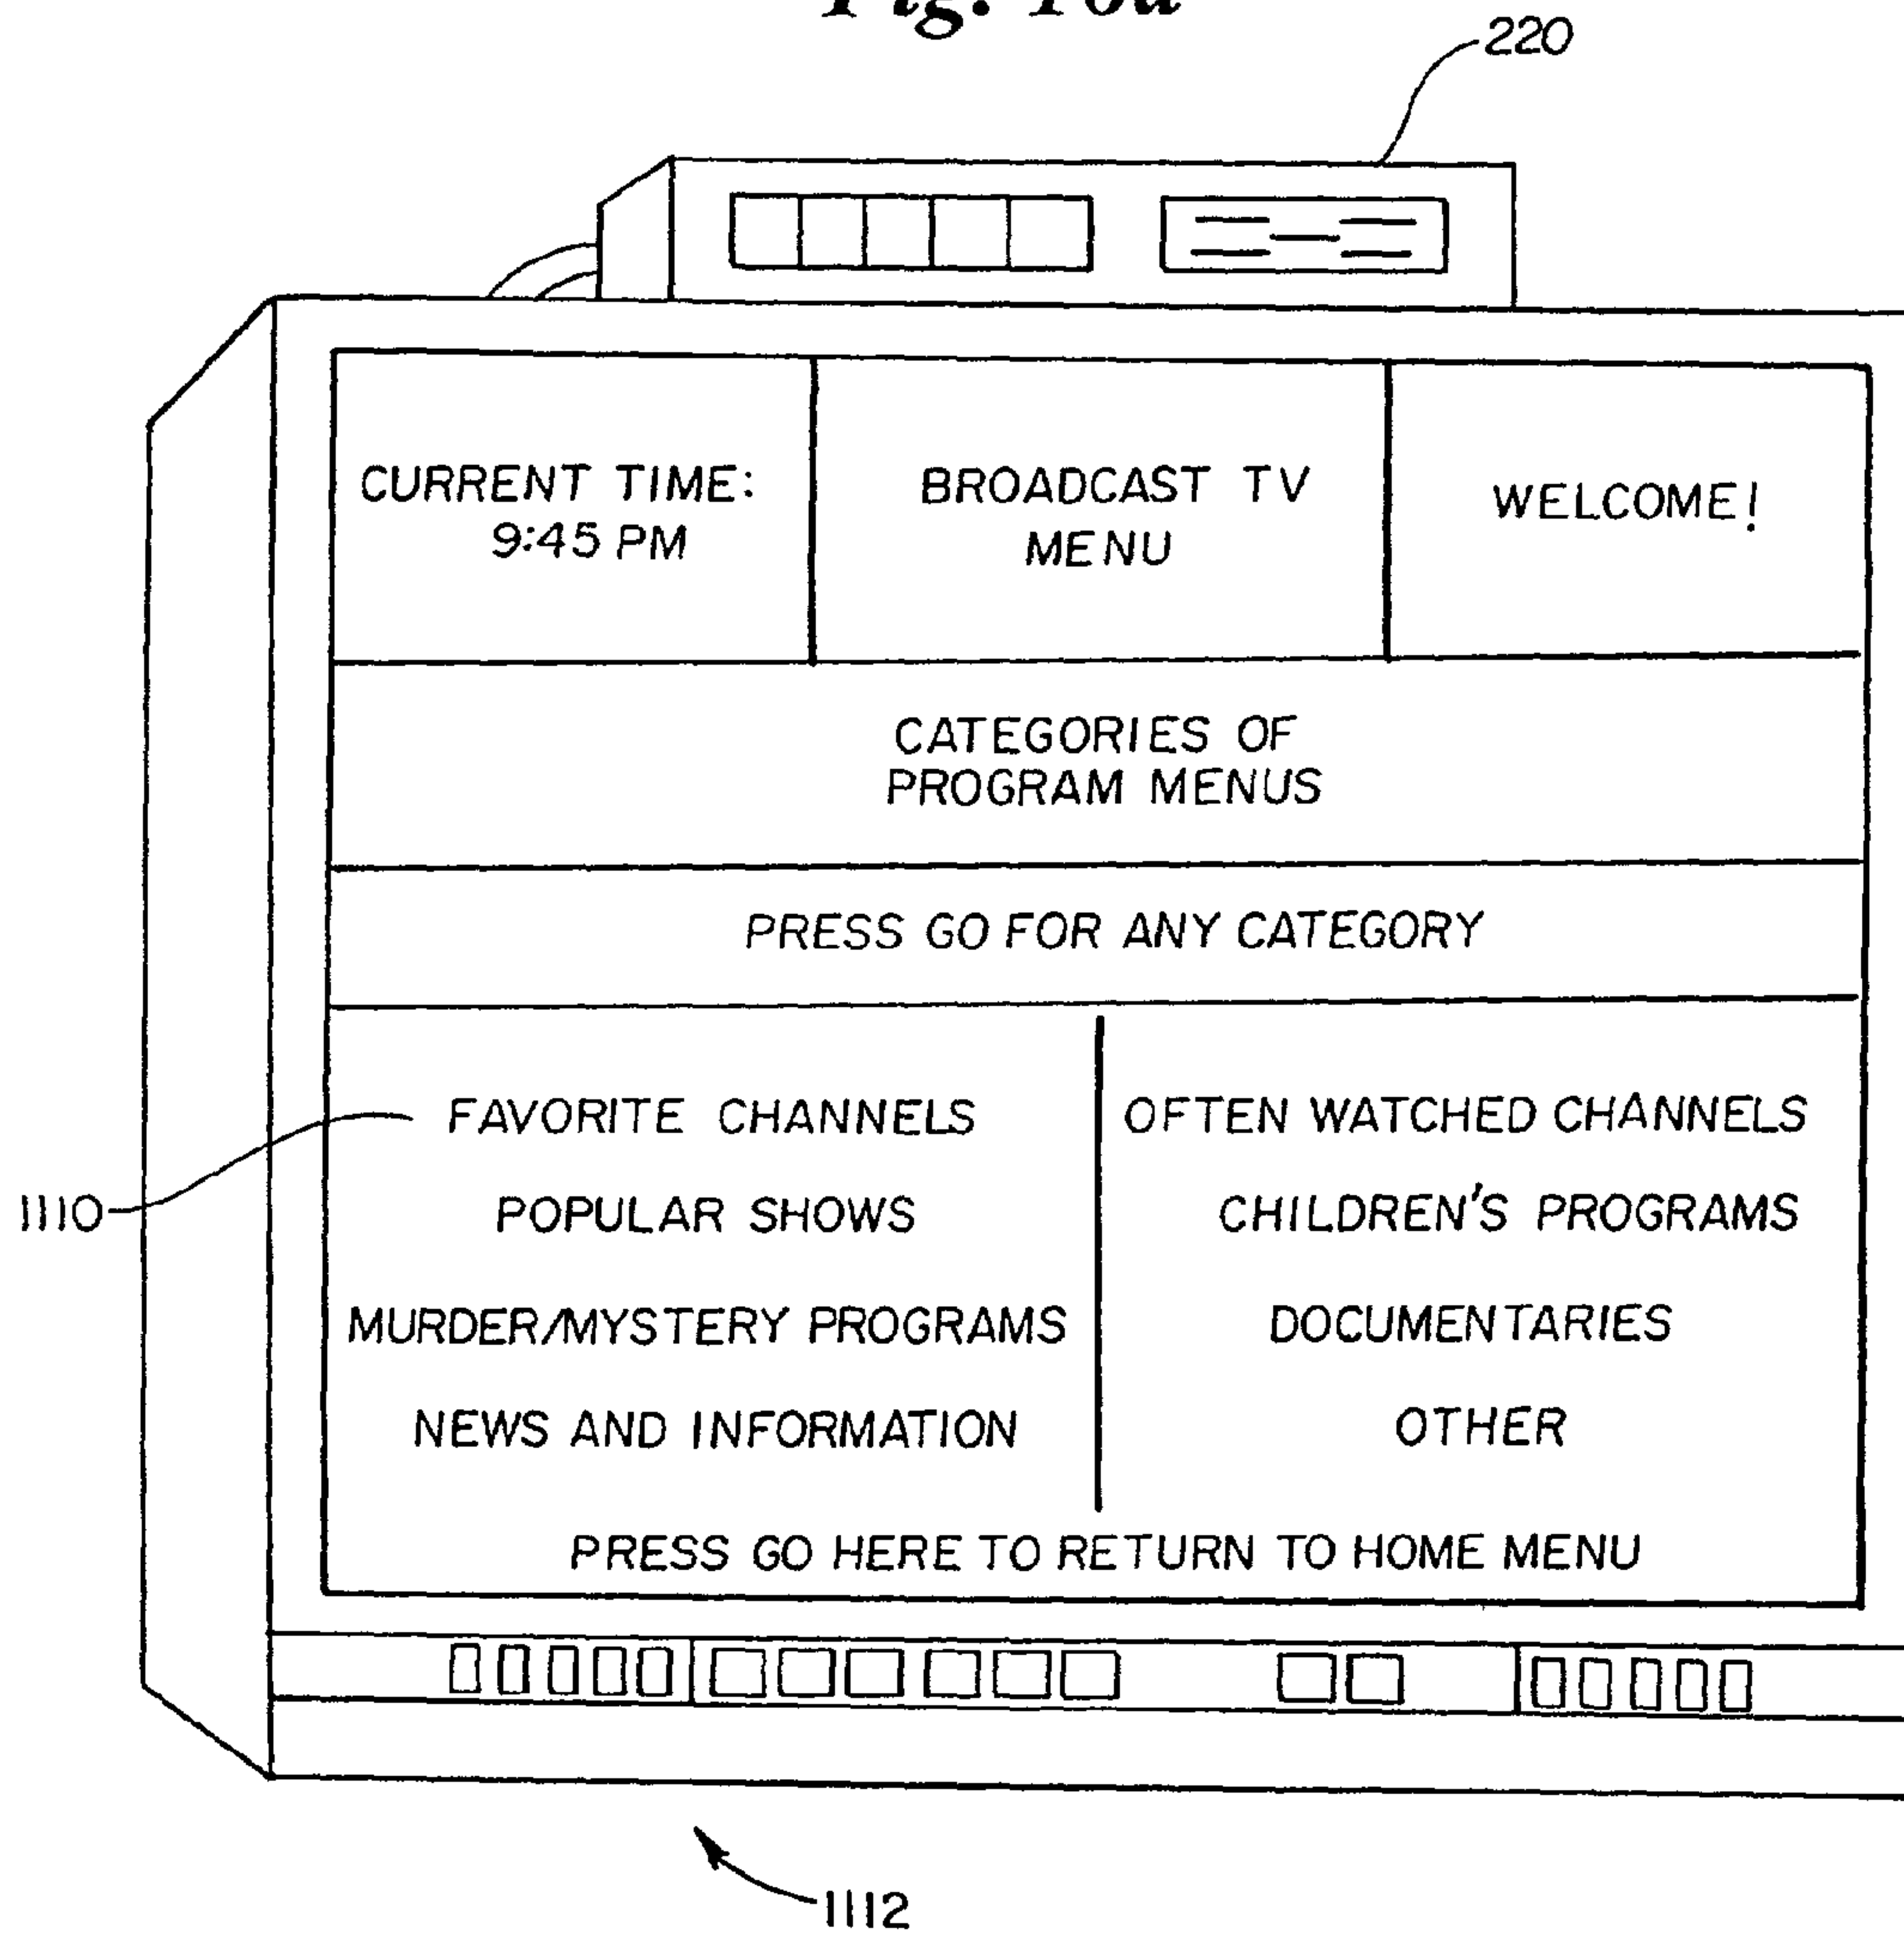 220
CURRENT TIME:
9:45 PM
BROADCAST TV
MENU
WELCOME!
CATEGORIES OF
PROGRAM MENUS
PRESS GO FOR ANY CATEGORY
FAVORITE CHANNELS
OFTEN WATCHED CHANNELS
1110
POPULAR SHOWS
CHILDREN'S PROGRAMS
MURDER/MYSTERY PROGRAMS
DOCUMENTARIES
NEWS AND INFORMATION
OTHER
PRESS GO HERE TO RETURN TO HOME MENU
1112